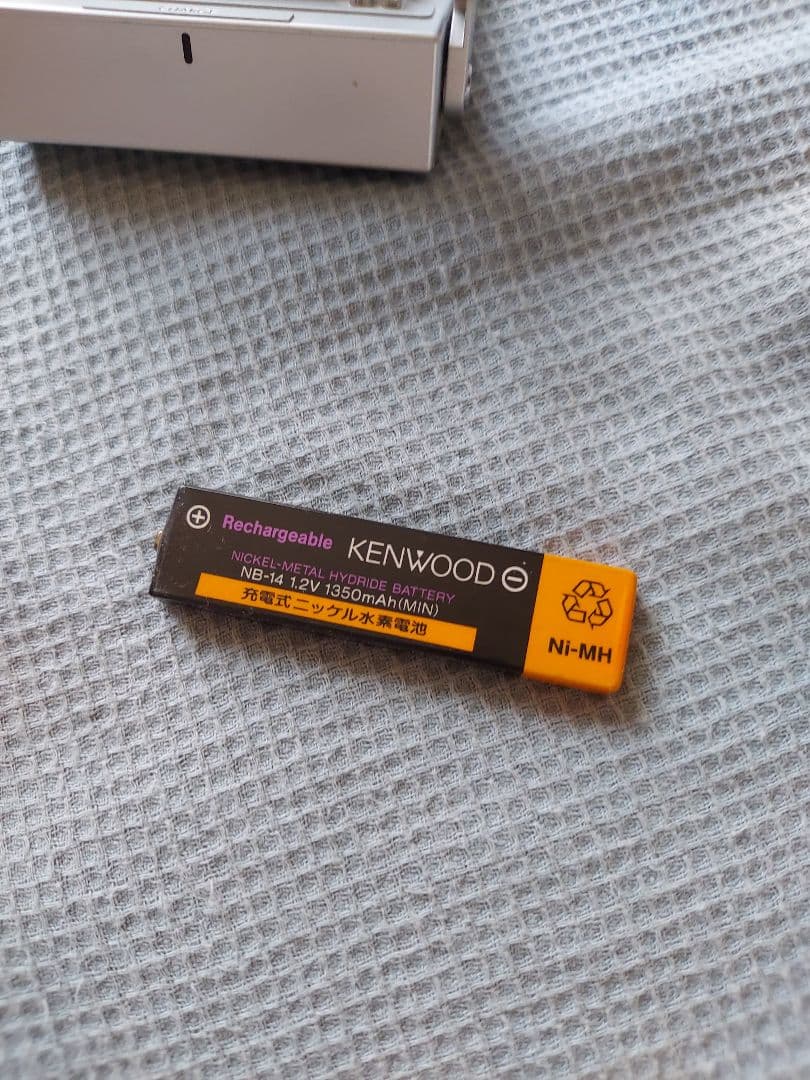 ⊕ Rechargeable KENWOOD ⊖
NICKEL-METAL HYDRIDE BATTERY
NB-14 1.2V 1350mAh(MIN)
充電式ニッケル水素電池
Ni-MH